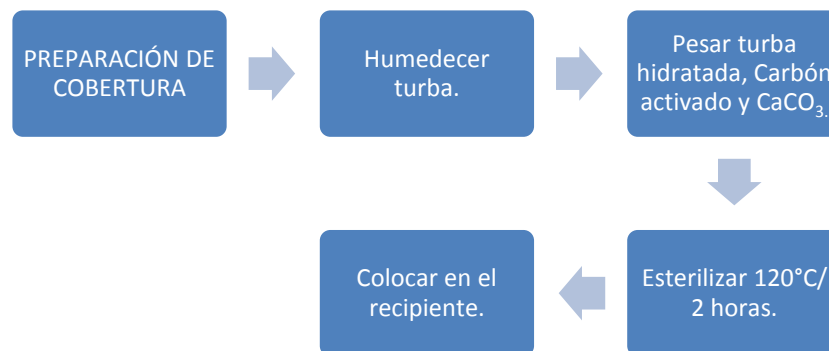 PREPARACIÓN DE
COBERTURA
Humedecer
turba.
Pesar turba
hidratada, Carbón
activado y CaCO₃.
Esterilizar 120°C/
2 horas.
Colocar en el
recipiente.